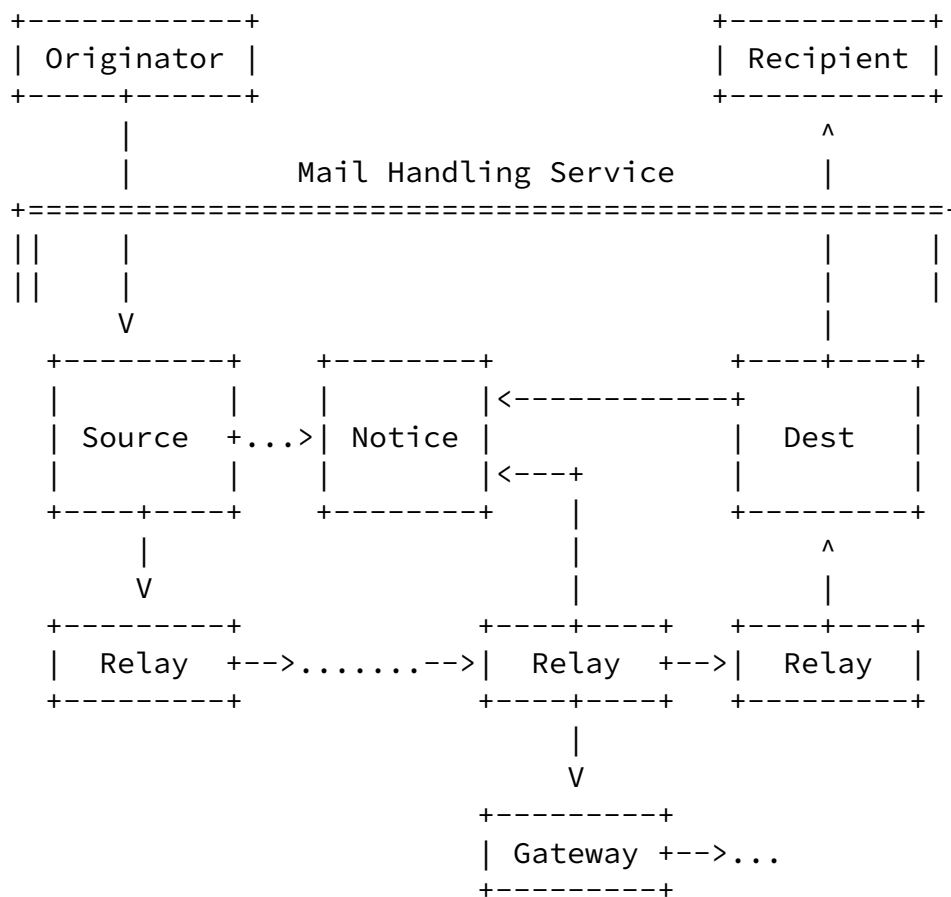 Originator Recipient
Mail Handling Service
Source Notice Dest
Relay Relay Relay
Gateway